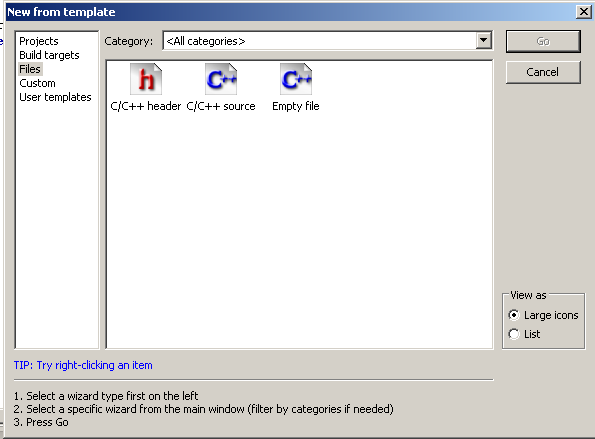 New from template
Projects
Build targets
Files
Custom
User templates
Category: <All categories>
Go
Cancel
h C++ C++
C/C++ header C/C++ source Empty file
View as
Large icons
List
TIP: Try right-clicking an item
1. Select a wizard type first on the left
2. Select a specific wizard from the main window (filter by categories if needed)
3. Press Go